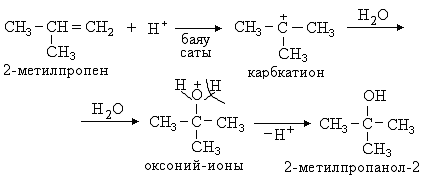 CH₃-CH=CH₂ + H⁺ → CH₃-C⁺-CH₃ H₂O →
CH₃ баяу CH₃
сати
2-метилпропен карбкатион
H + H
H₂O → O
CH₃-C-CH₃ −H⁺ → OH
CH₃ CH₃-C-CH₃
CH₃
оксоний-ионы 2-метилпропанол-2